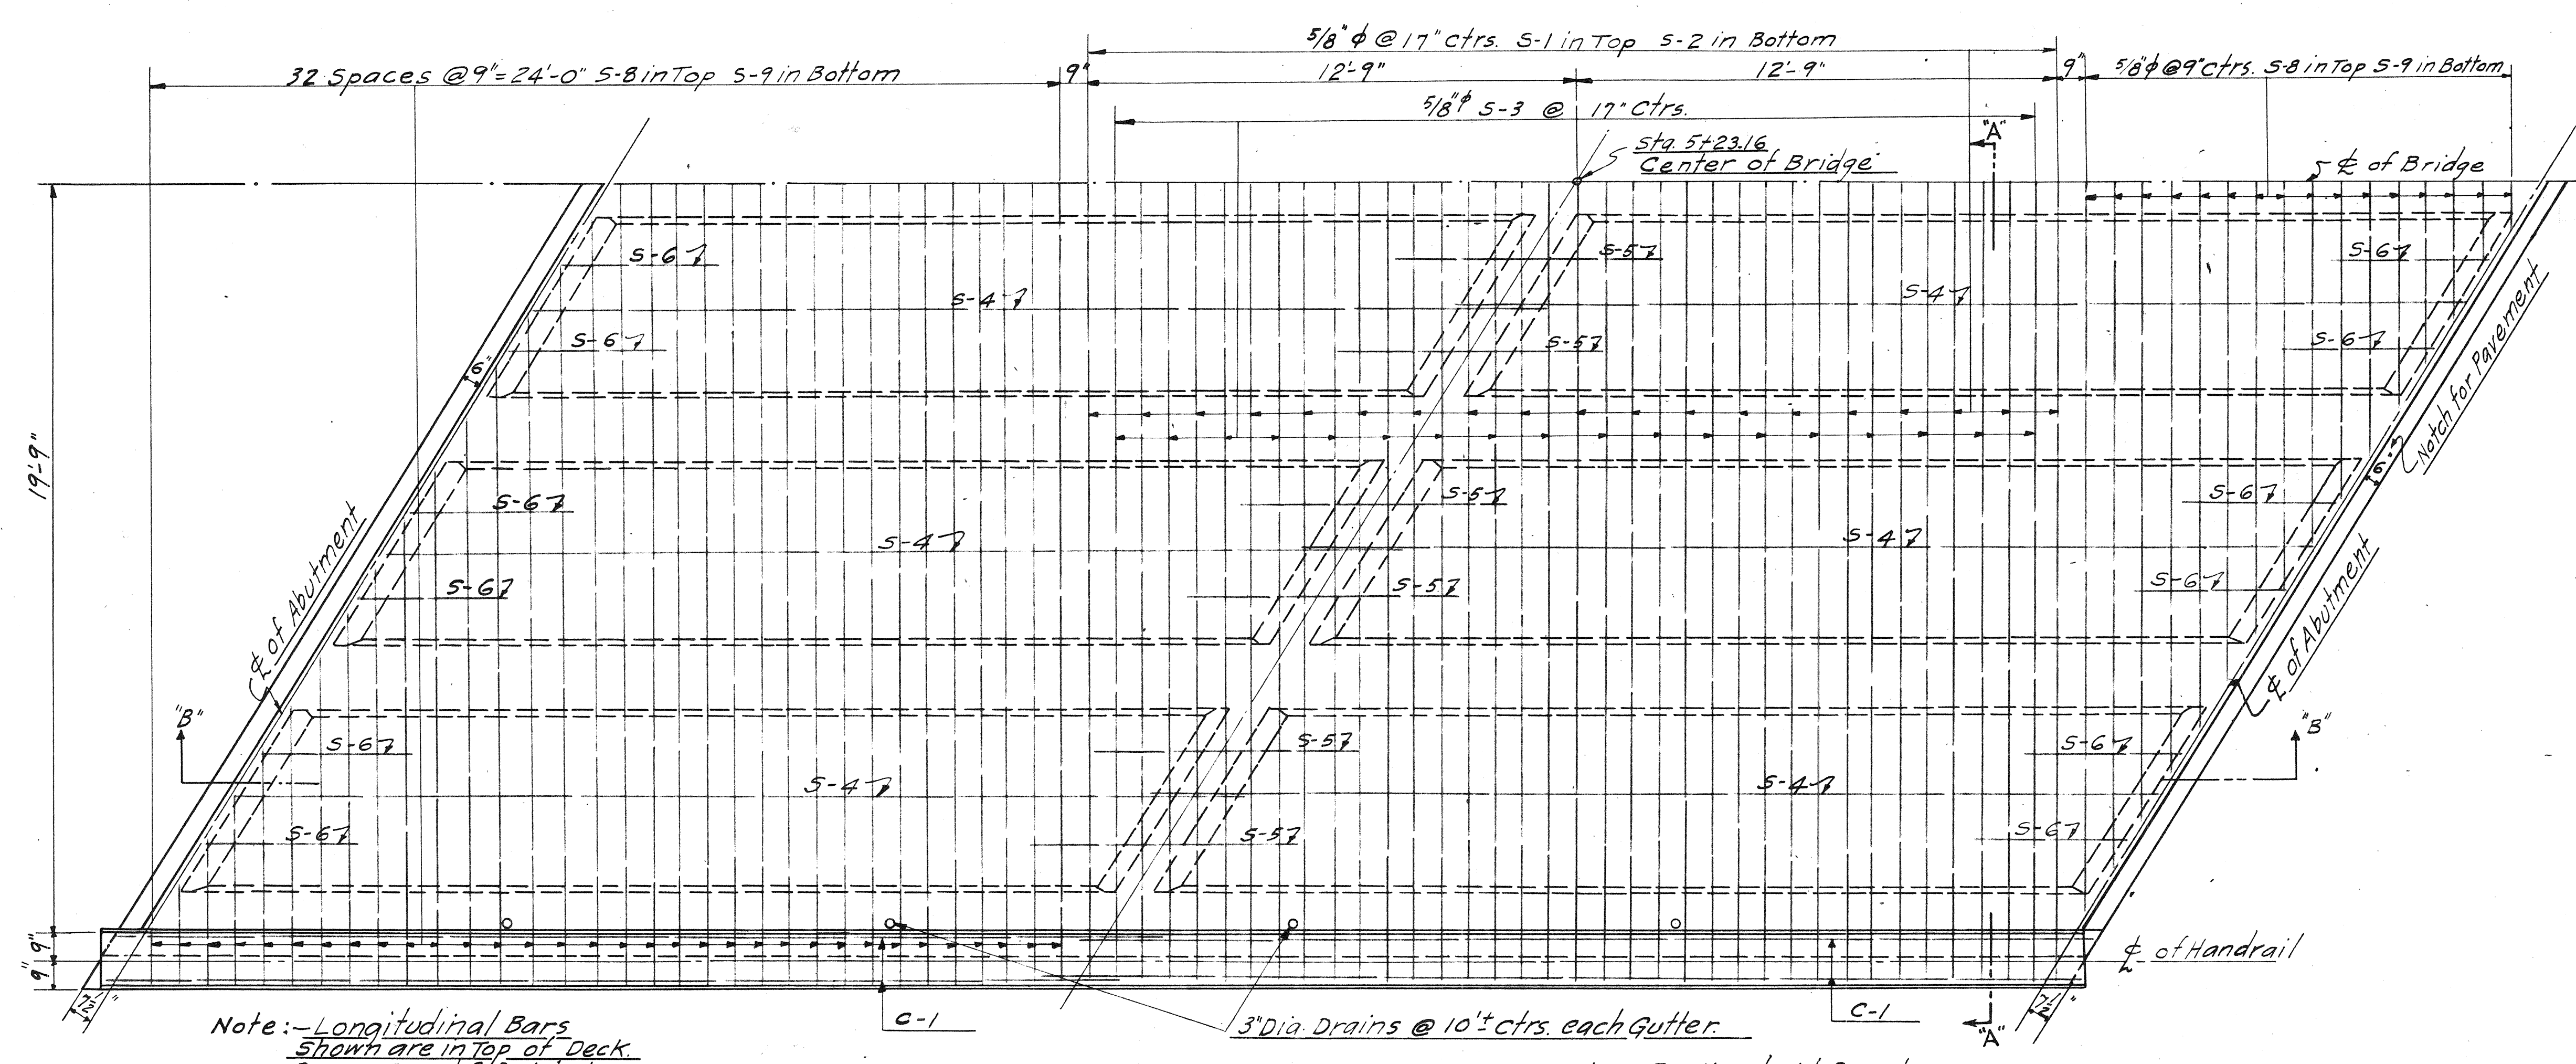 5/8" φ @ 17" Ctrs. S-1 in Top S-2 in Bottom
32 Spaces @ 9" = 24'-0" S-8 in Top S-9 in Bottom
9"
12'-9"
12'-9"
9"
5/8" φ @ 9" Ctrs. S-8 in Top S-9 in Bottom
5/8" φ S-3 @ 17" Ctrs.
"A"
Sta. 5+23.16
Center of Bridge
℄ of Bridge
S-6
S-5
S-6
S-4
S-4
S-6
S-5
S-6
6"
Notch for Pavement
19'-9"
6"
S-6
S-5
S-6
S-4
S-4
S-6
S-5
S-6
℄ of Abutment
℄ of Abutment
"B"
"B"
S-6
S-5
S-6
S-4
S-4
S-6
S-5
S-6
9"
9"
℄ of Handrail
7½"
7½"
C-1
C-1
3" Dia. Drains @ 10'± Ctrs. each Gutter.
"A"
Note:- Longitudinal Bars
Shown are in Top of Deck.